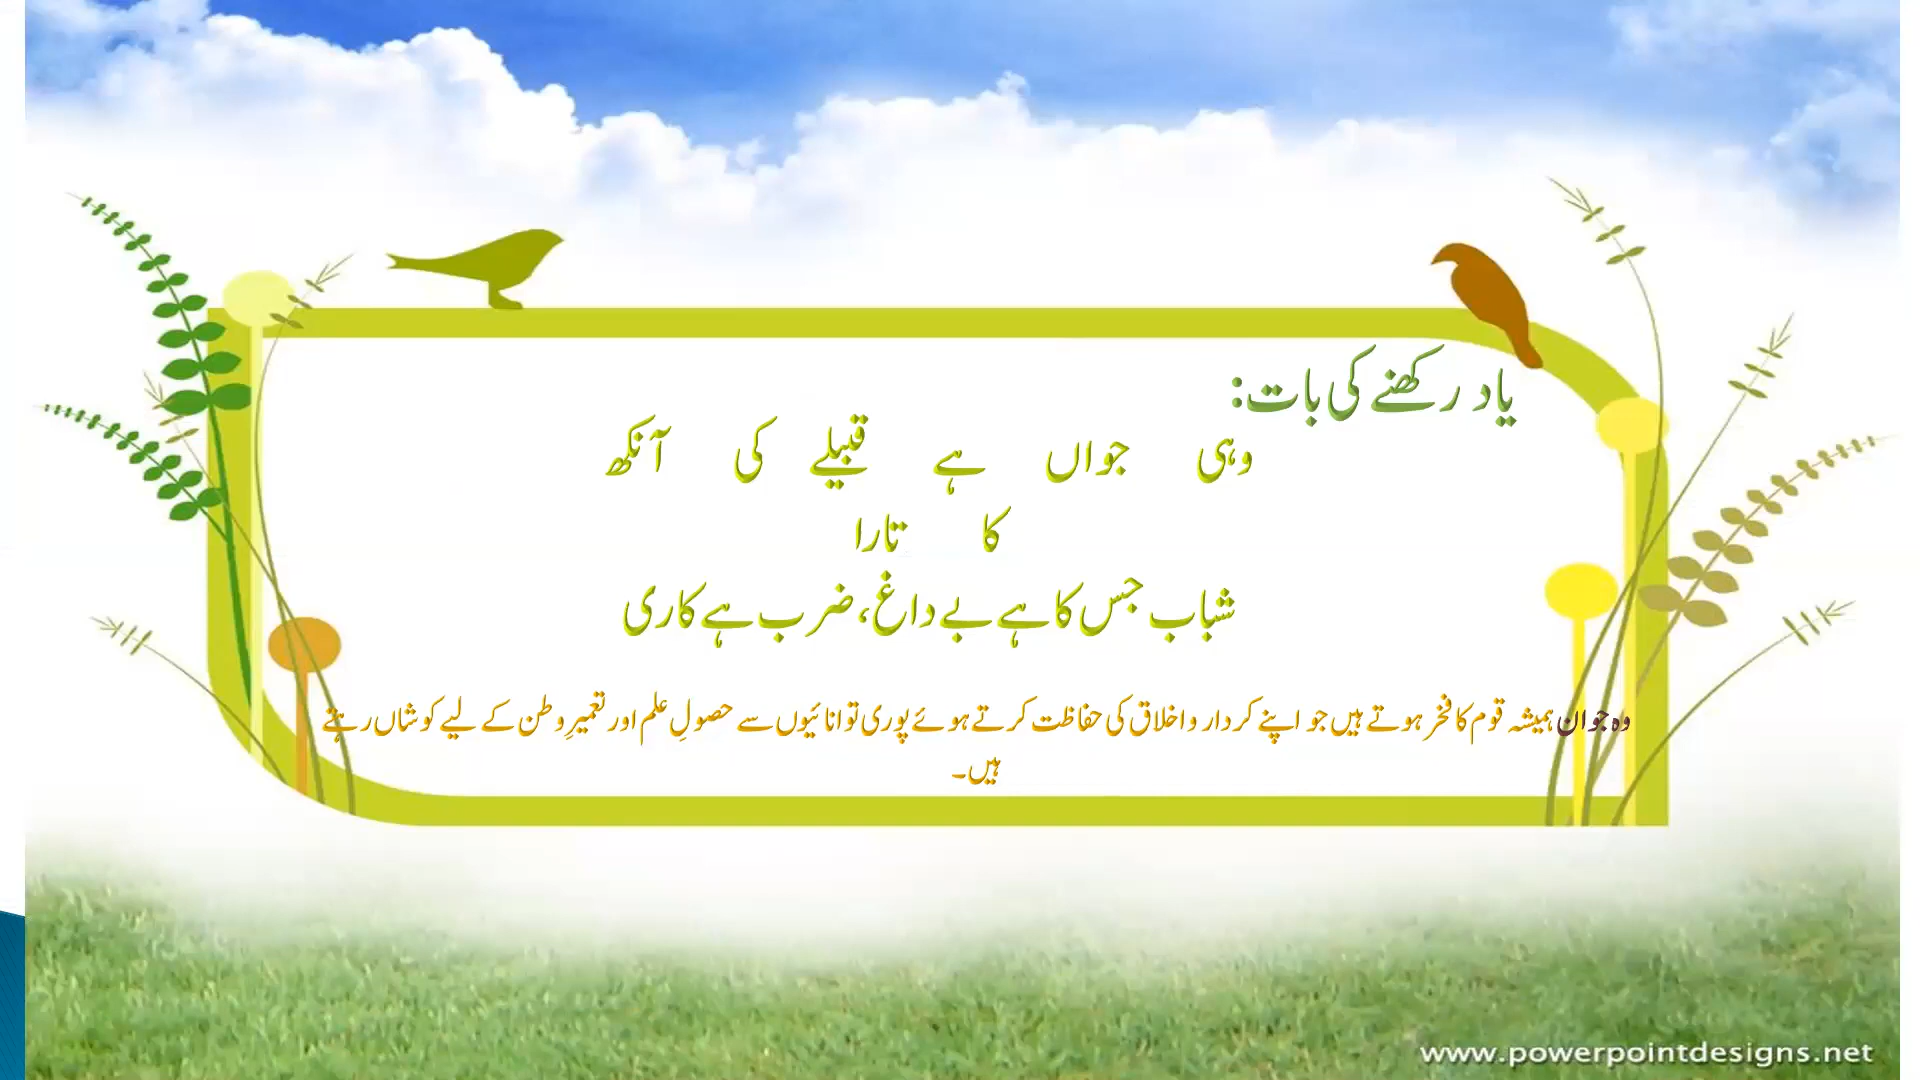 یاد رکھنے کی بات:
وہی جواں ہے قبیلے کی آنکھ
کا تارا
شباب جس کا ہے بے داغ، ضرب ہے کاری
وہ جوان ہمیشہ قوم کا فخر ہوتے ہیں جو اپنے کردار و اخلاق کی حفاظت کرتے ہوئے پوری توانائیوں سے حصولِ علم اور تعمیرِ وطن کے لیے کوشاں رہتے
ہیں۔
www.powerpointdesigns.net